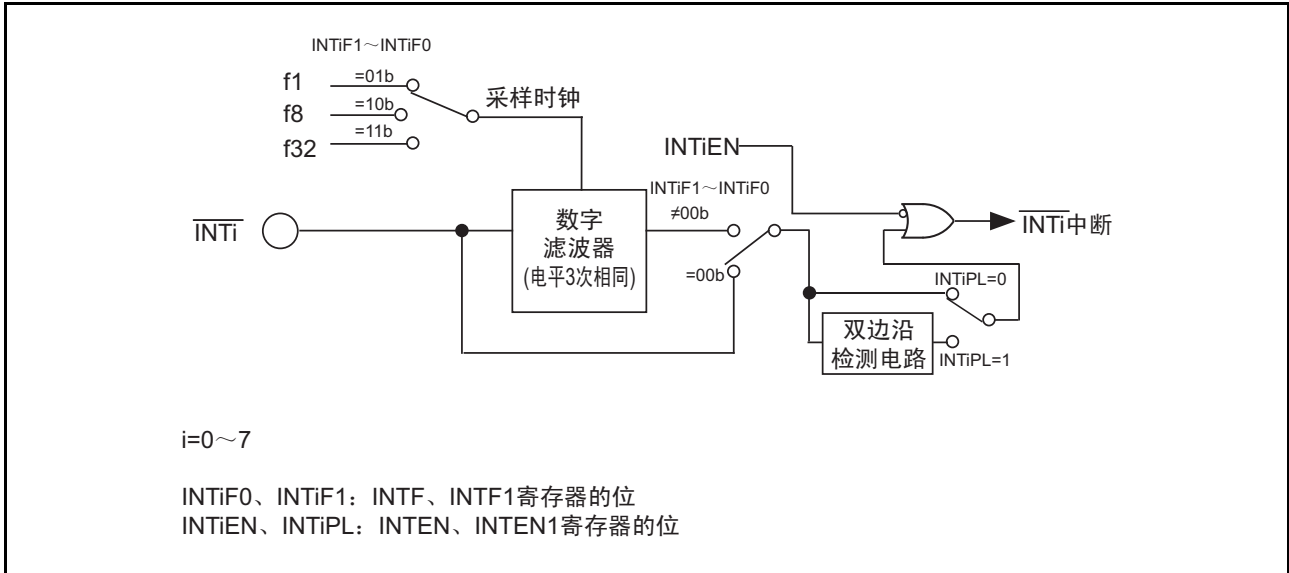 INTiF1～INTiF0
f1 =01b
f8 =10b
f32 =11b
采样时钟
INTiEN
INTi
数字
滤波器
(电平3次相同)
INTiF1～INTiF0
≠00b
=00b
INTi中断
INTiPL=0
双边沿
检测电路
INTiPL=1
i=0～7
INTiF0、INTiF1：INTF、INTF1寄存器的位
INTiEN、INTiPL：INTEN、INTEN1寄存器的位